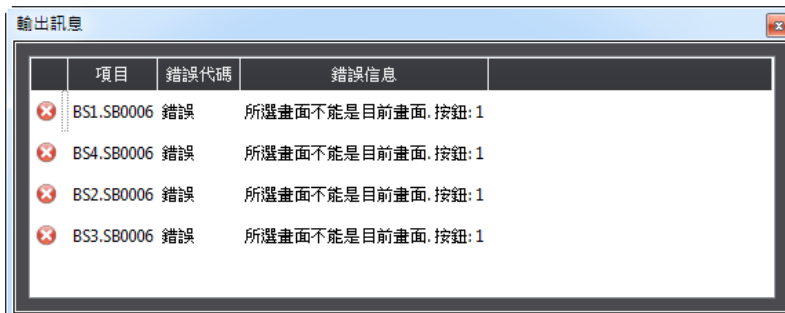 輸出訊息
項目 錯誤代碼 錯誤信息
BS1.SB0006 錯誤 所選畫面不能是目前畫面.按鈕:1
BS4.SB0006 錯誤 所選畫面不能是目前畫面.按鈕:1
BS2.SB0006 錯誤 所選畫面不能是目前畫面.按鈕:1
BS3.SB0006 錯誤 所選畫面不能是目前畫面.按鈕:1